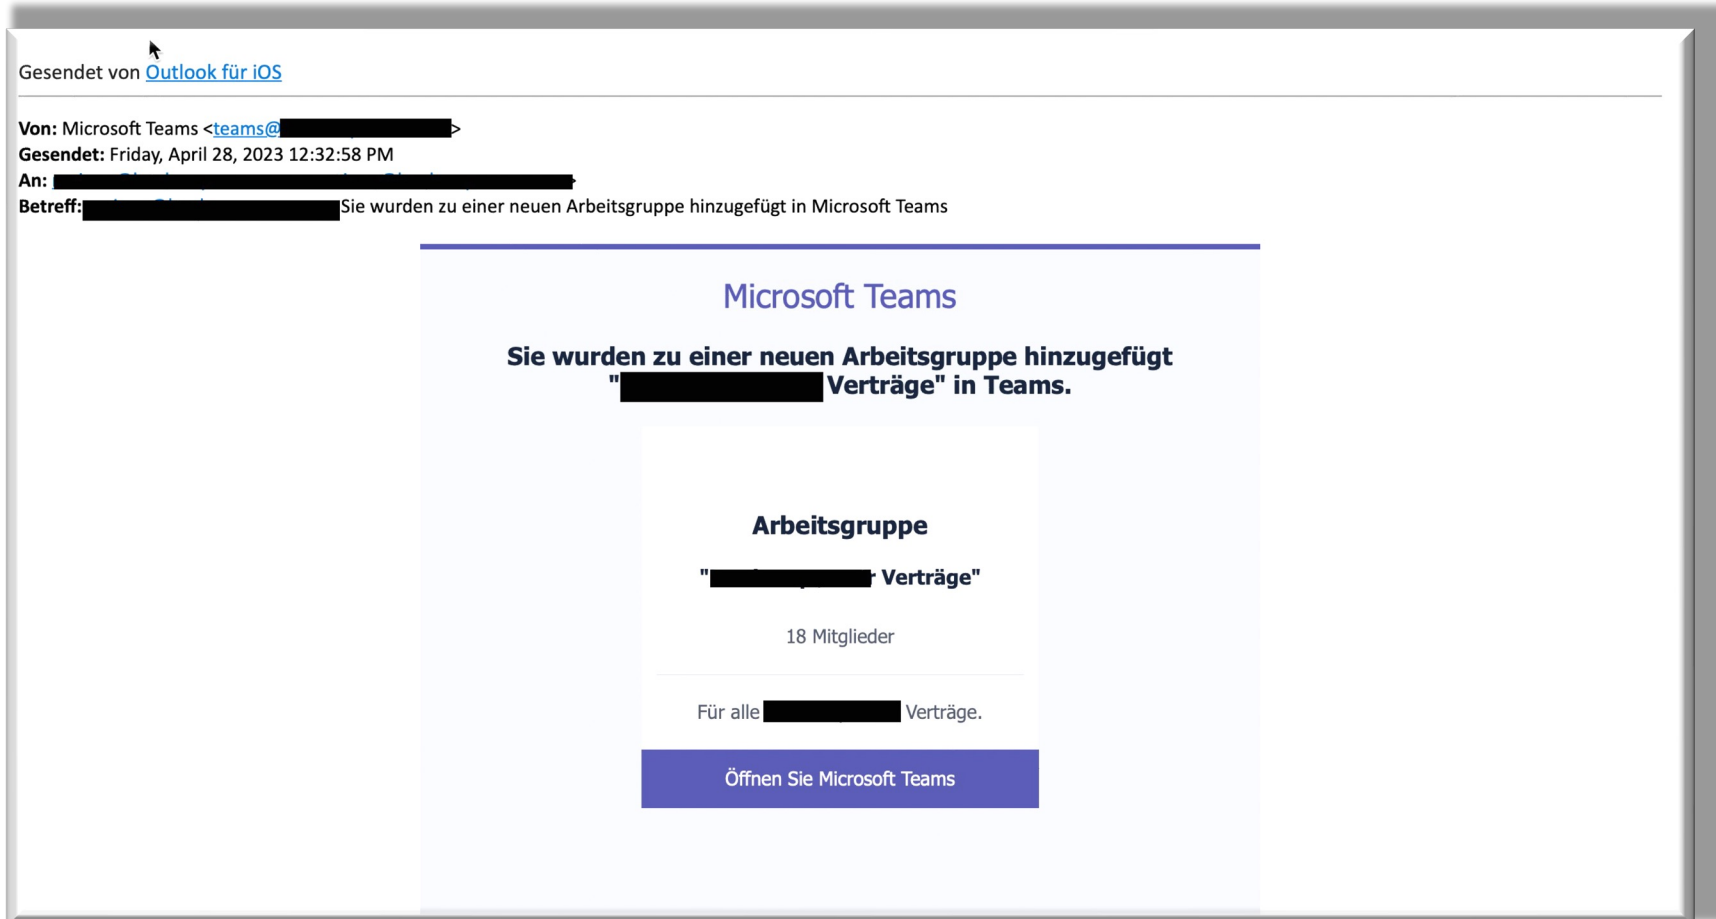 Gesendet von Outlook für iOS
Von: Microsoft Teams <teams@ >
Gesendet: Friday, April 28, 2023 12:32:58 PM
An:
Betreff: Sie wurden zu einer neuen Arbeitsgruppe hinzugefügt in Microsoft Teams
Microsoft Teams
Sie wurden zu einer neuen Arbeitsgruppe hinzugefügt
" Verträge" in Teams.
Arbeitsgruppe
" Verträge"
18 Mitglieder
Für alle Verträge.
Öffnen Sie Microsoft Teams